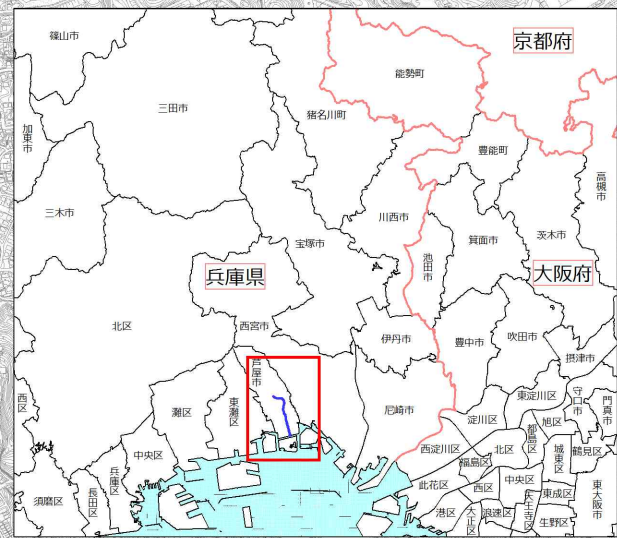 京都府
篠山市
能勢町
三田市
猪名川町
加東市
豊能町
高槻市
三木市
川西市
箕面市
茨木市
宝塚市
池田市
兵庫県
大阪府
北区
西宮市
伊丹市
豊中市
吹田市
摂津市
芦屋市
東灘区
灘区
西区
尼崎市
東淀川区
守口市
門真市
淀川区
旭区
都島区
西淀川区
北区
城東区
鶴見区
中央区
福島区
兵庫区
此花区
西区
中央区
東成区
東大阪市
長田区
須磨区
港区
大正区
浪速区
天王寺区
生野区